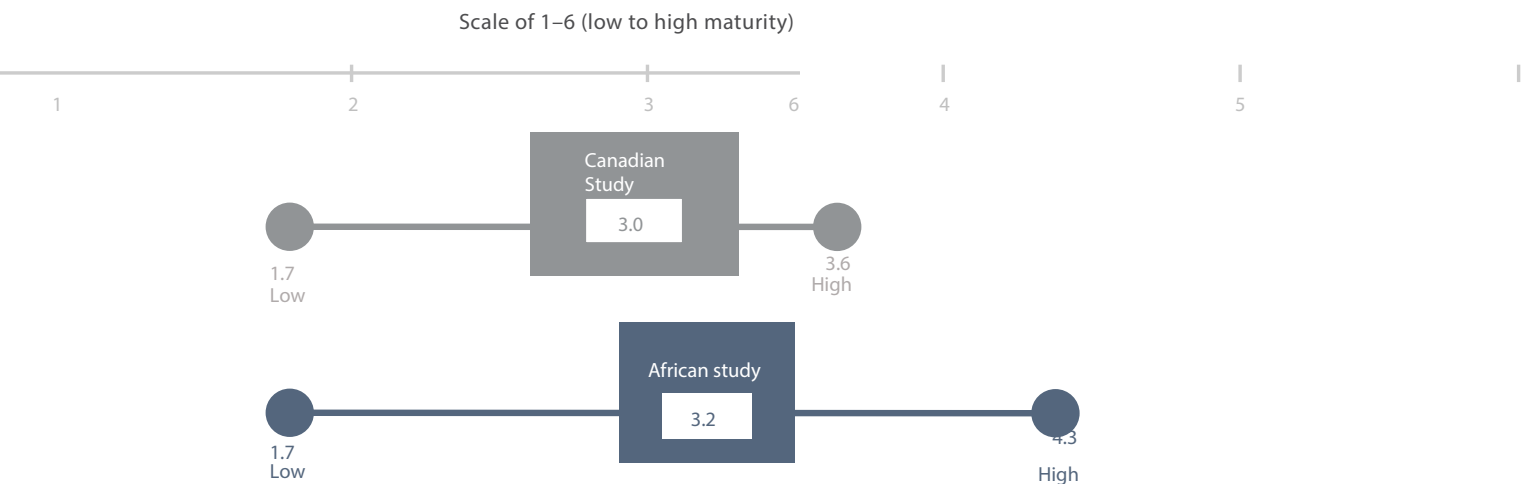 Scale of 1–6 (low to high maturity)
1 2 3 6 4 5
Canadian
Study
3.0
1.7
Low
3.6
High
African study
3.2
1.7
Low
4.3
High